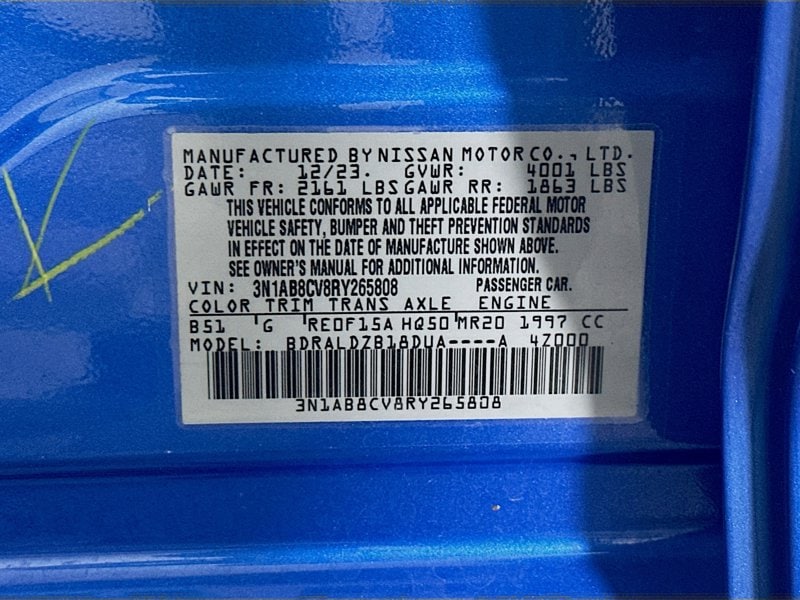 MANUFACTURED BY NISSAN MOTOR CO., LTD.
DATE: 12/23. GVWR: 4001 LBS
GAWR FR: 2161 LBS GAWR RR: 1863 LBS
THIS VEHICLE CONFORMS TO ALL APPLICABLE FEDERAL MOTOR
VEHICLE SAFETY, BUMPER AND THEFT PREVENTION STANDARDS
IN EFFECT ON THE DATE OF MANUFACTURE SHOWN ABOVE.
SEE OWNER'S MANUAL FOR ADDITIONAL INFORMATION.
VIN: 3N1AB8CV8RY265808 PASSENGER CAR.
COLOR TRIM TRANS AXLE ENGINE
B51 G RE0F15A HQ50 MR20 1997 CC
MODEL: BDRALDZB18DUA----A 4Z000
3N1AB8CV8RY265808